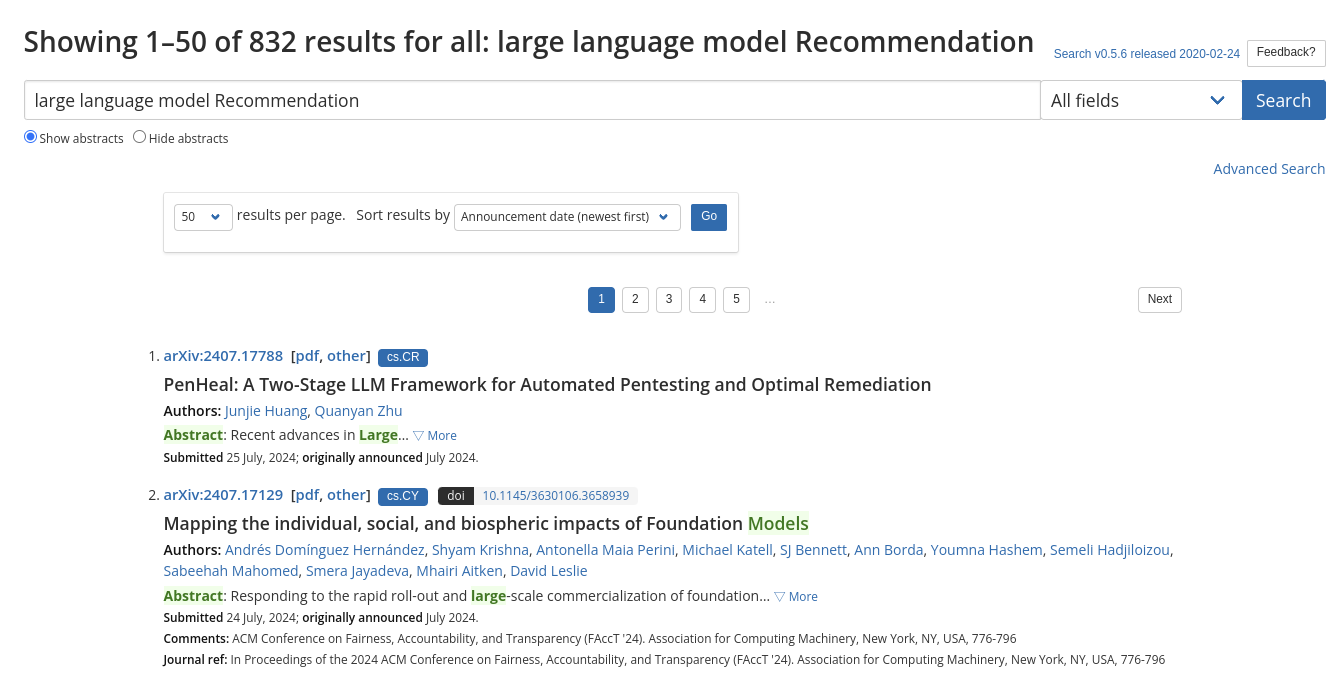 Showing 1–50 of 832 results for all: large language model Recommendation
Search v0.5.6 released 2020-02-24 Feedback?
large language model Recommendation All fields Search
Show abstracts Hide abstracts
Advanced Search
50 results per page. Sort results by Announcement date (newest first) Go
1 2 3 4 5 … Next
1. arXiv:2407.17788 [pdf, other] cs.CR
PenHeal: A Two-Stage LLM Framework for Automated Pentesting and Optimal Remediation
Authors: Junjie Huang, Quanyan Zhu
Abstract: Recent advances in Large… ▽ More
Submitted 25 July, 2024; originally announced July 2024.
2. arXiv:2407.17129 [pdf, other] cs.CY doi 10.1145/3630106.3658939
Mapping the individual, social, and biospheric impacts of Foundation Models
Authors: Andrés Domínguez Hernández, Shyam Krishna, Antonella Maia Perini, Michael Katell, SJ Bennett, Ann Borda, Youmna Hashem, Semeli Hadjiloizou,
Sabeehah Mahomed, Smera Jayadeva, Mhairi Aitken, David Leslie
Abstract: Responding to the rapid roll-out and large-scale commercialization of foundation… ▽ More
Submitted 24 July, 2024; originally announced July 2024.
Comments: ACM Conference on Fairness, Accountability, and Transparency (FAccT '24). Association for Computing Machinery, New York, NY, USA, 776-796
Journal ref: In Proceedings of the 2024 ACM Conference on Fairness, Accountability, and Transparency (FAccT '24). Association for Computing Machinery, New York, NY, USA, 776-796